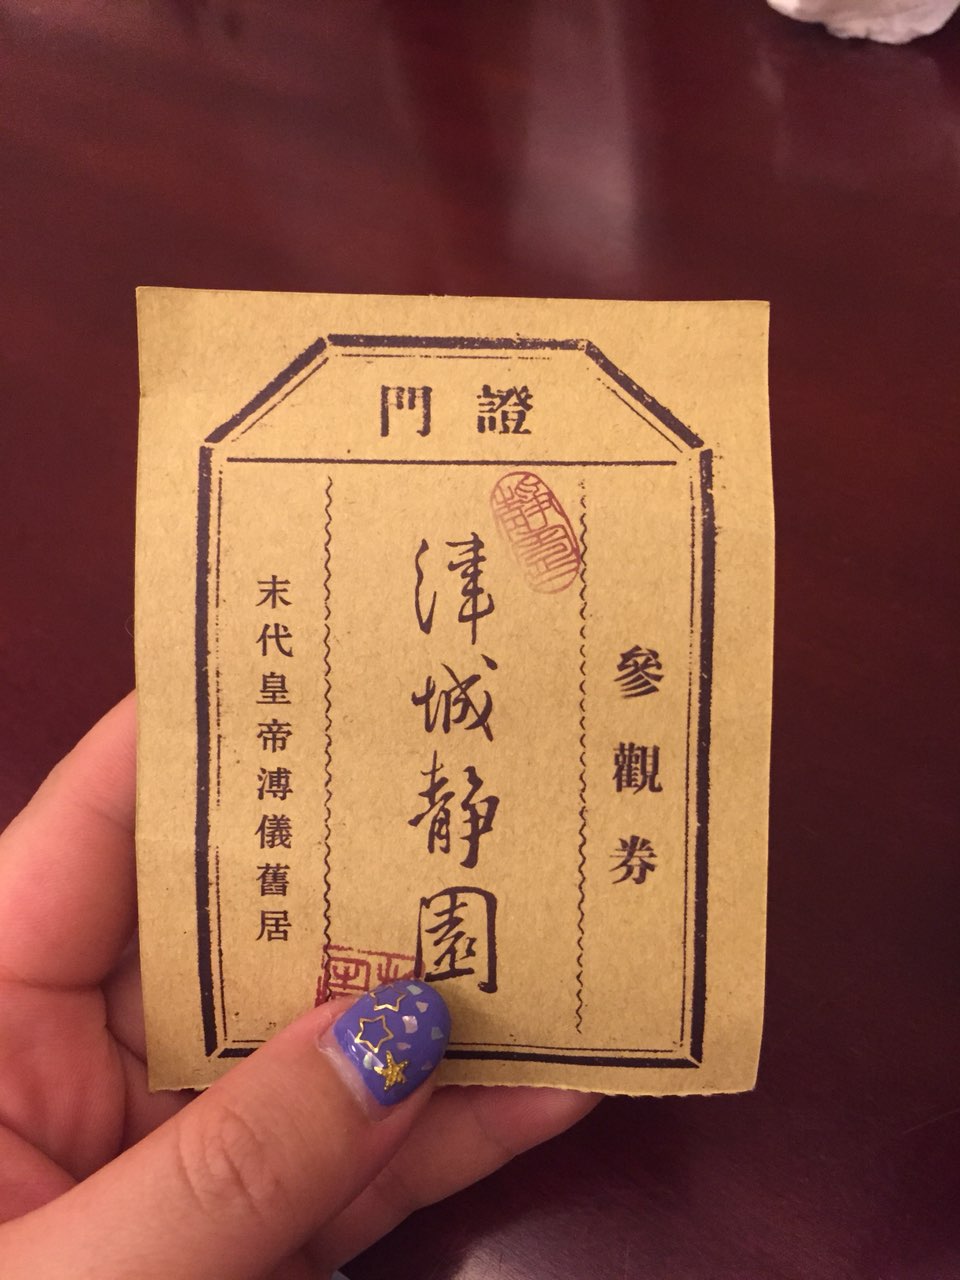 門 證
參觀券
津城靜園
末代皇帝溥儀舊居